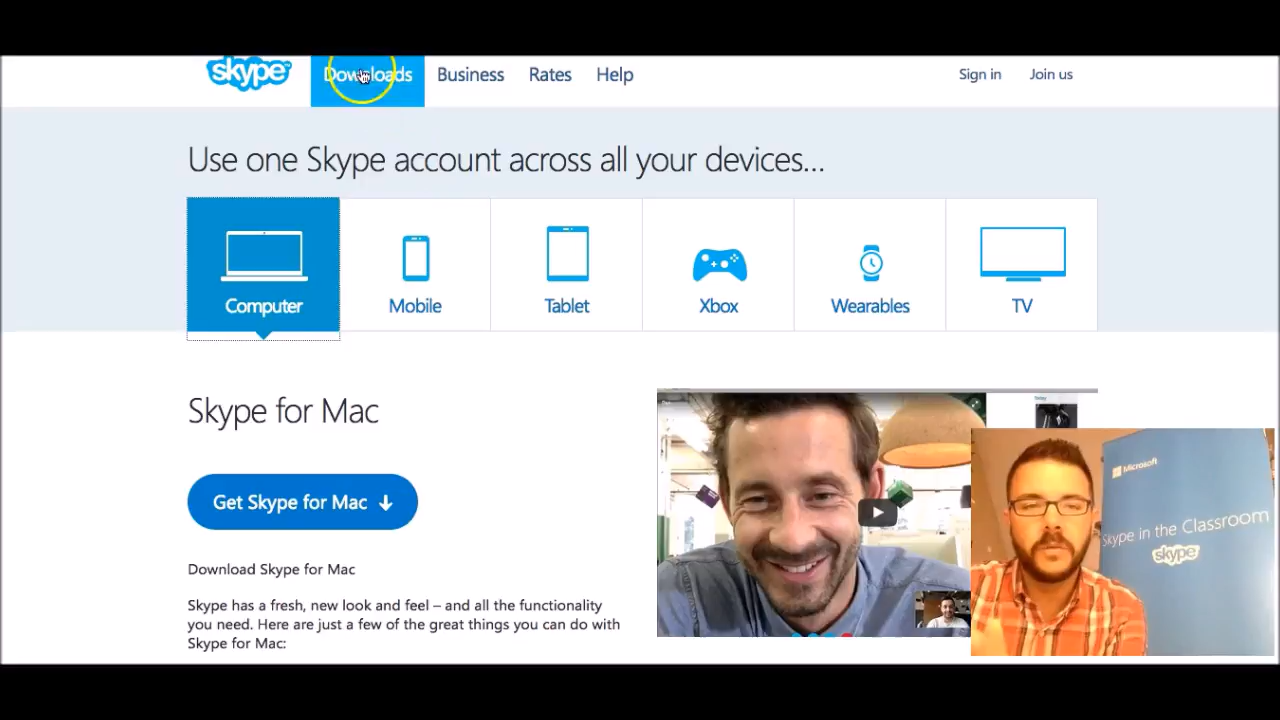 skype
Downloads
Business
Rates
Help
Sign in
Join us
Use one Skype account across all your devices...
Computer
Mobile
Tablet
Xbox
Wearables
TV
Skype for Mac
Get Skype for Mac
Download Skype for Mac
Skype has a fresh, new look and feel – and all the functionality
you need. Here are just a few of the great things you can do with
Skype for Mac:
Microsoft
Skype in the Classroom
skype